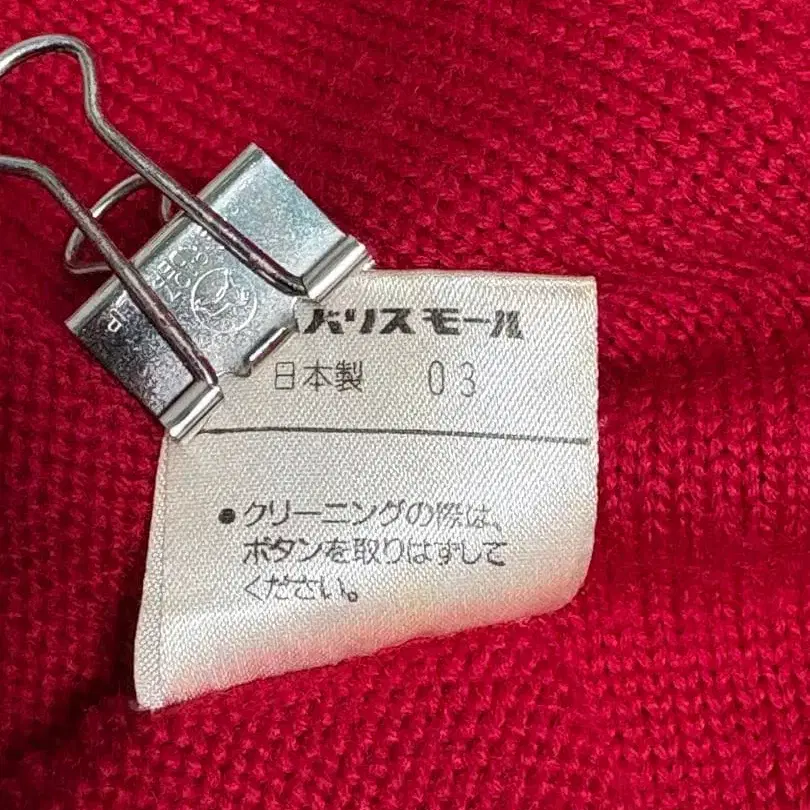 パリスモール
日本製 03
●クリーニングの際は、
ボタンを取りはずして
ください。